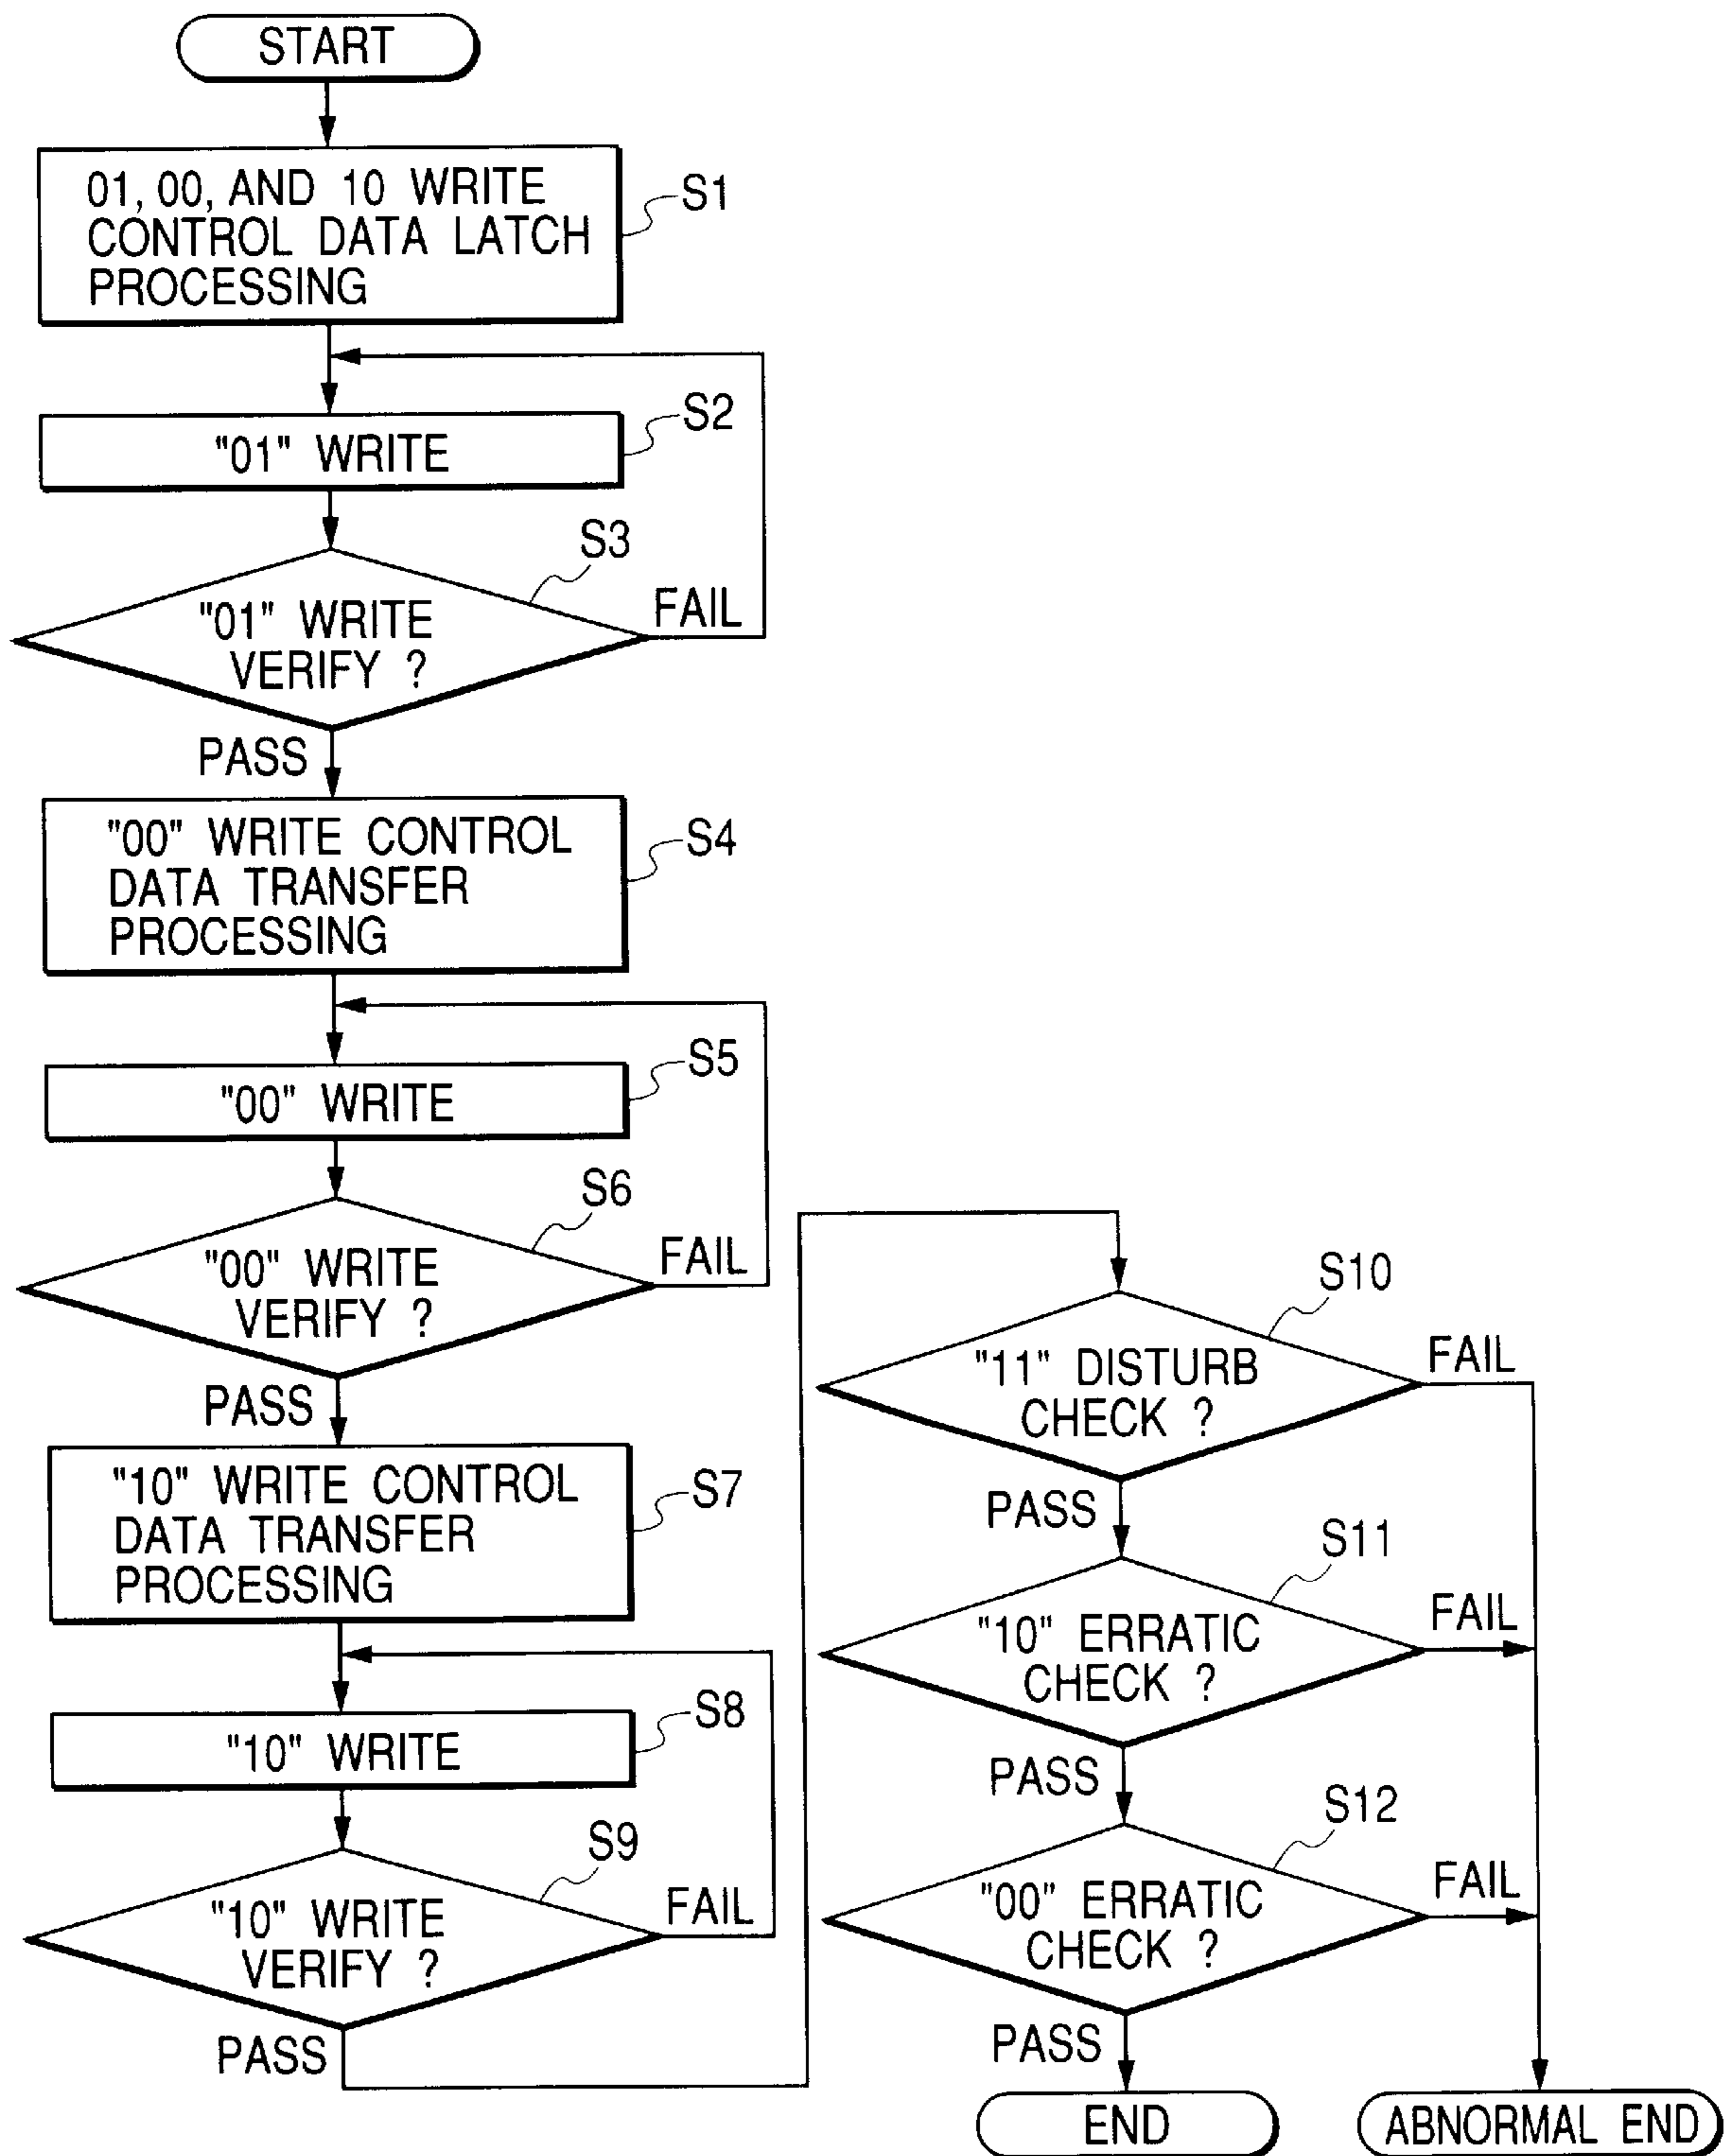 START
01, 00, AND 10 WRITE
CONTROL DATA LATCH
PROCESSING
S1
"01" WRITE
S2
S3
"01" WRITE
VERIFY ?
FAIL
PASS
"00" WRITE CONTROL
DATA TRANSFER
PROCESSING
S4
"00" WRITE
S5
S6
"00" WRITE
VERIFY ?
FAIL
PASS
"10" WRITE CONTROL
DATA TRANSFER
PROCESSING
S7
"10" WRITE
S8
S9
"10" WRITE
VERIFY ?
FAIL
PASS
S10
"11" DISTURB
CHECK ?
FAIL
PASS
S11
"10" ERRATIC
CHECK ?
FAIL
PASS
S12
"00" ERRATIC
CHECK ?
FAIL
PASS
END
ABNORMAL END